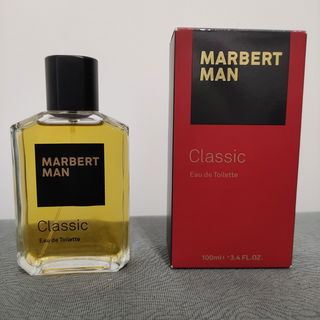 MARBERT
MAN
Classic
Eau de Toilette
MARBERT
MAN
Classic
Eau de Toilette
100ml ℮ 3.4 FL.OZ.